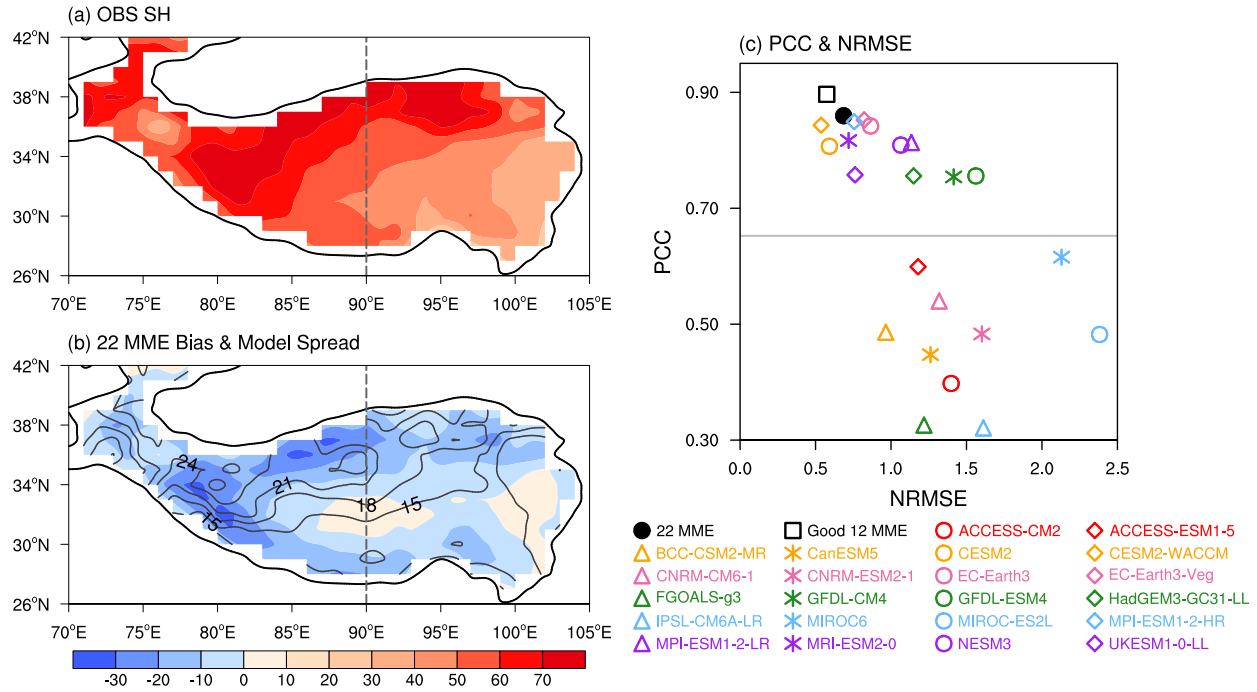 (a) OBS SH
42°N
38°N
34°N
30°N
26°N
70°E 75°E 80°E 85°E 90°E 95°E 100°E 105°E
(b) 22 MME Bias & Model Spread
42°N
38°N
34°N
30°N
26°N
24
21
18
15
15
70°E 75°E 80°E 85°E 90°E 95°E 100°E 105°E
-30 -20 -10 0 10 20 30 40 50 60 70
(c) PCC & NRMSE
PCC
0.90
0.70
0.50
0.30
0.0 0.5 1.0 1.5 2.0 2.5
NRMSE
22 MME Good 12 MME ACCESS-CM2 ACCESS-ESM1-5
BCC-CSM2-MR CanESM5 CESM2 CESM2-WACCM
CNRM-CM6-1 CNRM-ESM2-1 EC-Earth3 EC-Earth3-Veg
FGOALS-g3 GFDL-CM4 GFDL-ESM4 HadGEM3-GC31-LL
IPSL-CM6A-LR MIROC6 MIROC-ES2L MPI-ESM1-2-HR
MPI-ESM1-2-LR MRI-ESM2-0 NESM3 UKESM1-0-LL